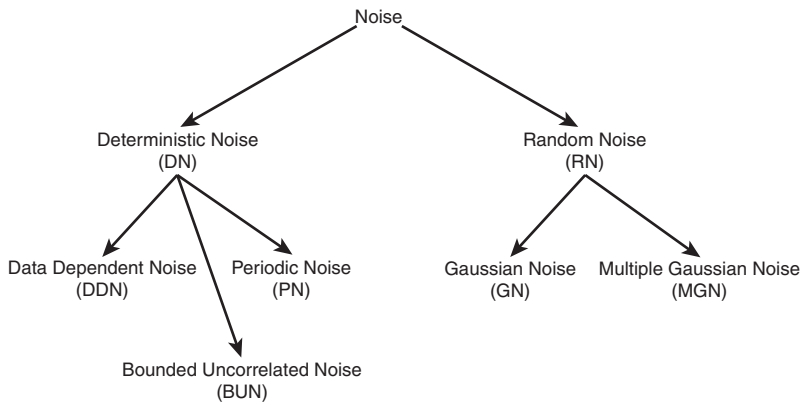 Noise
Deterministic Noise
(DN)
Random Noise
(RN)
Data Dependent Noise
(DDN)
Periodic Noise
(PN)
Gaussian Noise
(GN)
Multiple Gaussian Noise
(MGN)
Bounded Uncorrelated Noise
(BUN)